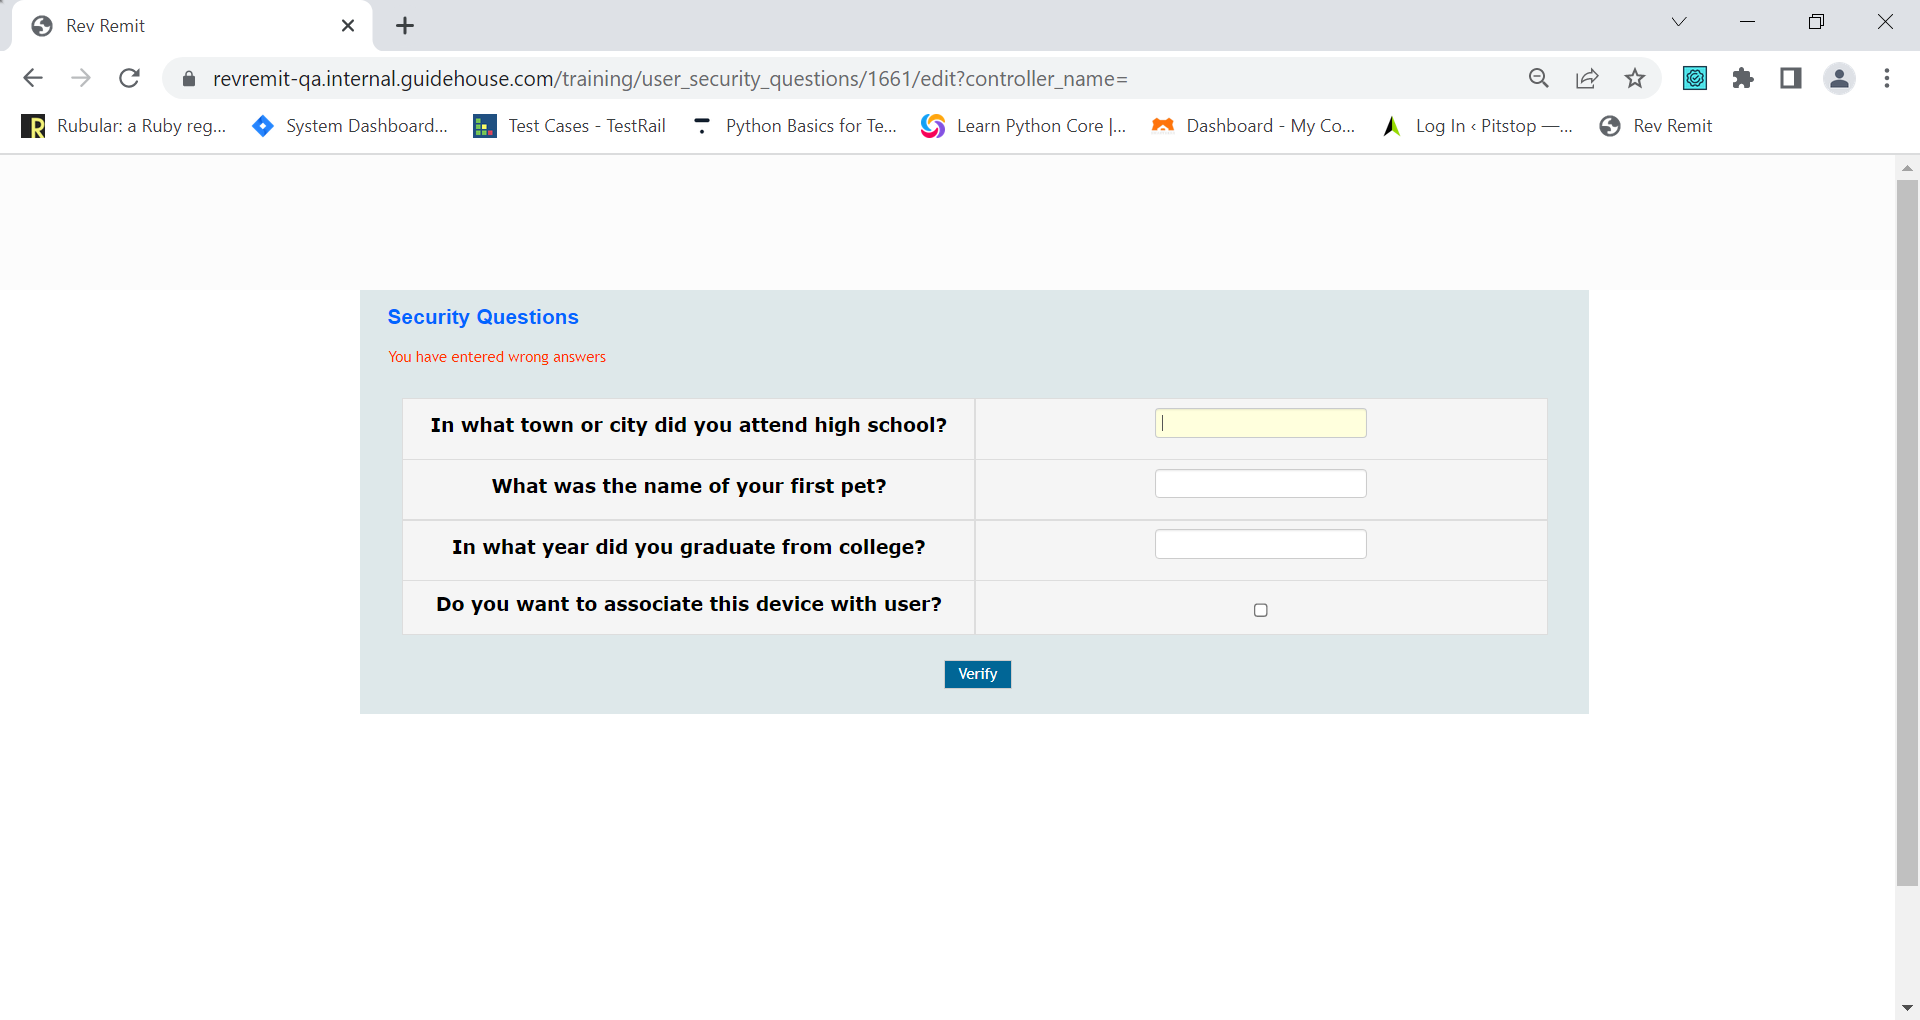 Rev Remit
revremit-qa.internal.guidehouse.com/training/user_security_questions/1661/edit?controller_name=
Rubular: a Ruby reg... System Dashboard... Test Cases - TestRail Python Basics for Te... Learn Python Core |... Dashboard - My Co... Log In ‹ Pitstop —... Rev Remit
Security Questions
You have entered wrong answers
In what town or city did you attend high school?
What was the name of your first pet?
In what year did you graduate from college?
Do you want to associate this device with user?
Verify